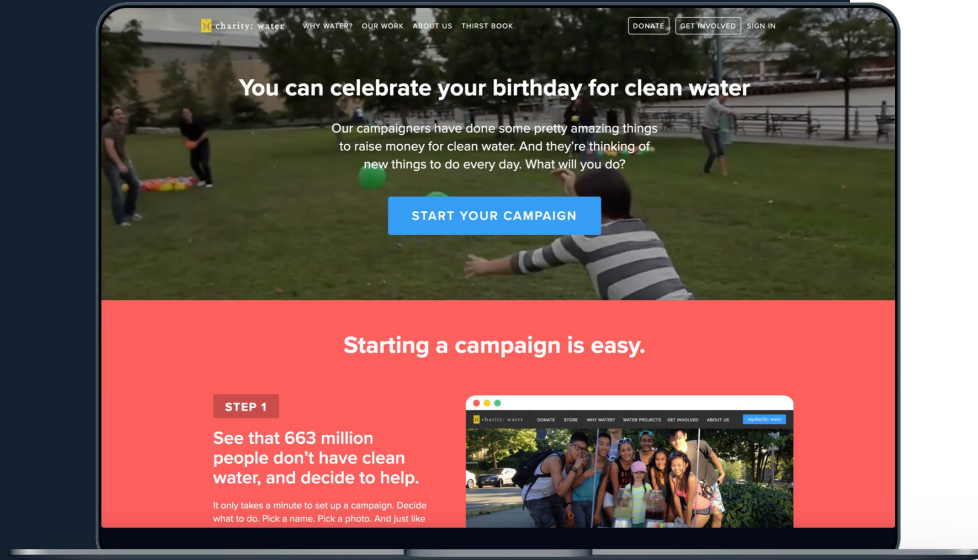 charity: water WHY WATER? OUR WORK ABOUT US THIRST BOOK DONATE GET INVOLVED SIGN IN
You can celebrate your birthday for clean water
Our campaigners have done some pretty amazing things
to raise money for clean water. And they're thinking of
new things to do every day. What will you do?
START YOUR CAMPAIGN
Starting a campaign is easy.
STEP 1
See that 663 million
people don't have clean
water, and decide to help.
It only takes a minute to set up a campaign. Decide
what to do. Pick a name. Pick a photo. And just like
charity: water DONATE STORE WHY WATER? WATER PROJECTS GET INVOLVED ABOUT US